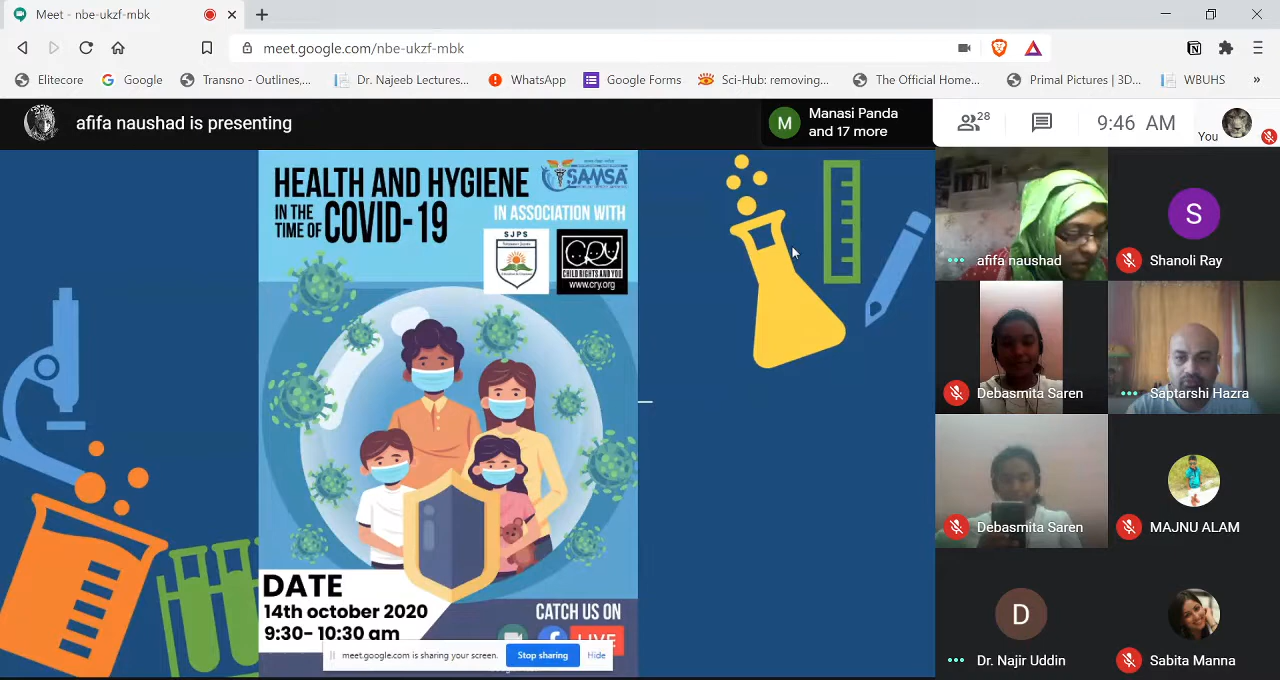 Meet - nbe-ukzf-mbk
meet.google.com/nbe-ukzf-mbk
Elitecore
Google
Transno - Outlines,...
Dr. Najeeb Lectures...
WhatsApp
Google Forms
Sci-Hub: removing...
The Official Home...
Primal Pictures | 3D...
WBUHS
»
afifa naushad is presenting
M
Manasi Panda
and 17 more
28
9:46 AM
You
HEALTH AND HYGIENE
IN THE
TIME OF COVID-19
SAMSA
IN ASSOCIATION WITH
SJPS
CRY
CHILD RIGHTS AND YOU
www.cry.org
DATE
14th october 2020
9:30- 10:30 am
CATCH US ON
LIVE
meet.google.com is sharing your screen.
Stop sharing
Hide
afifa naushad
S
Shanoli Ray
Debasmita Saren
Saptarshi Hazra
Debasmita Saren
MAJNU ALAM
D
Dr. Najir Uddin
Sabita Manna